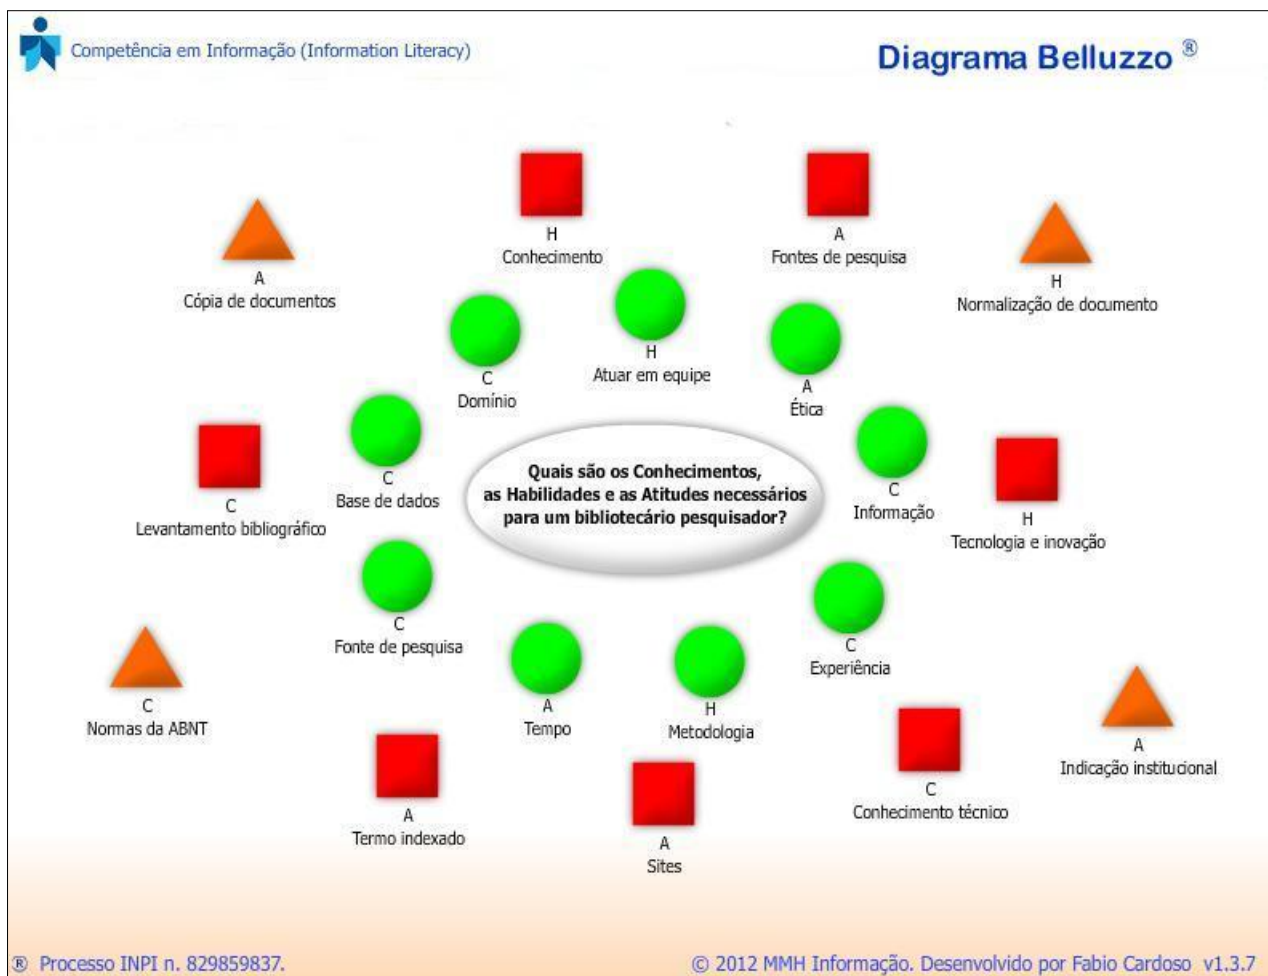 Competência em Informação (Information Literacy)
Diagrama Belluzzo ®
H
Conhecimento
A
Fontes de pesquisa
A
Cópia de documentos
H
Normalização de documento
C
Domínio
H
Atuar em equipe
A
Ética
C
Levantamento bibliográfico
C
Base de dados
Quais são os Conhecimentos,
as Habilidades e as Atitudes necessários
para um bibliotecário pesquisador?
C
Informação
H
Tecnologia e inovação
C
Fonte de pesquisa
C
Experiência
C
Normas da ABNT
A
Tempo
H
Metodologia
A
Indicação institucional
A
Termo indexado
A
Sites
C
Conhecimento técnico
® Processo INPI n. 829859837.
© 2012 MMH Informação. Desenvolvido por Fabio Cardoso v1.3.7